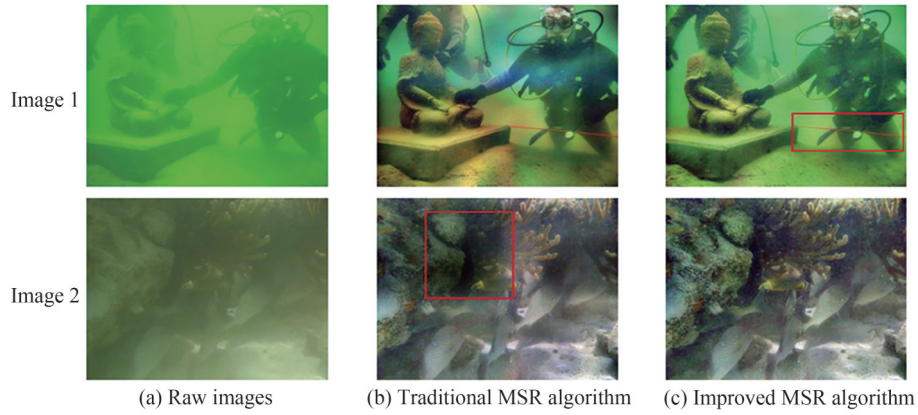 Image 1
Image 2
(a) Raw images
(b) Traditional MSR algorithm
(c) Improved MSR algorithm